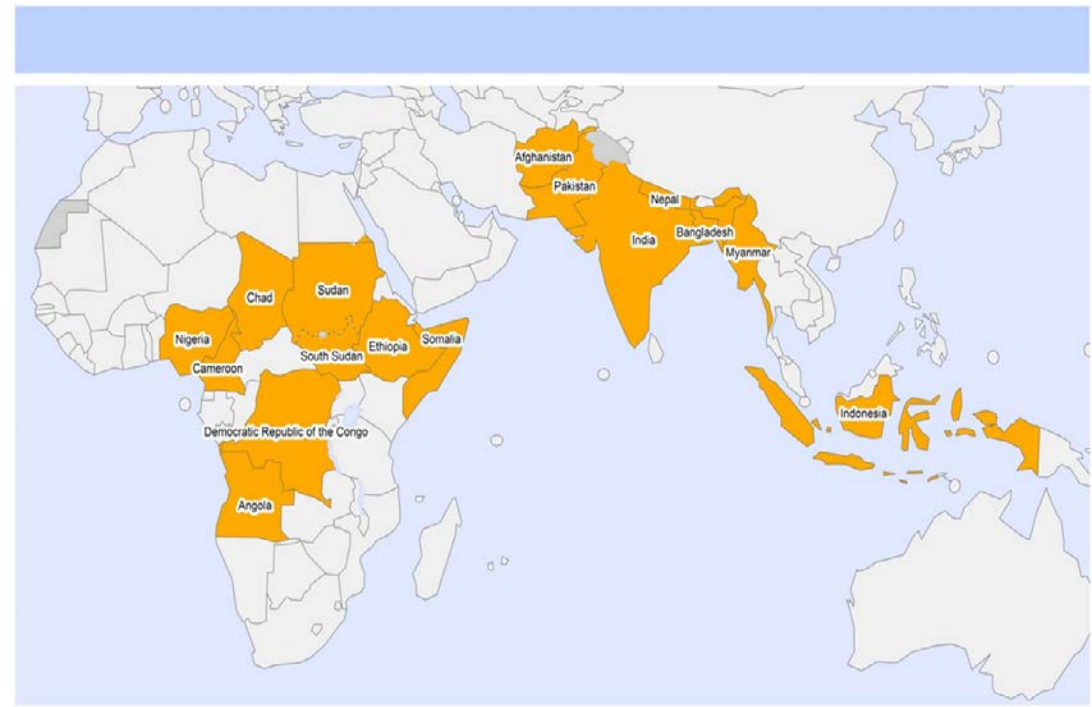 Afghanistan
Pakistan
Nepal
Bangladesh
India
Myanmar
Chad
Sudan
Nigeria
Cameroon
South Sudan
Ethiopia
Somalia
Indonesia
Democratic Republic of the Congo
Angola